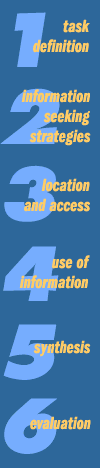 1 task
definition
2 information
seeking
strategies
3 location
and access
4 use of
information
5 synthesis
6 evaluation